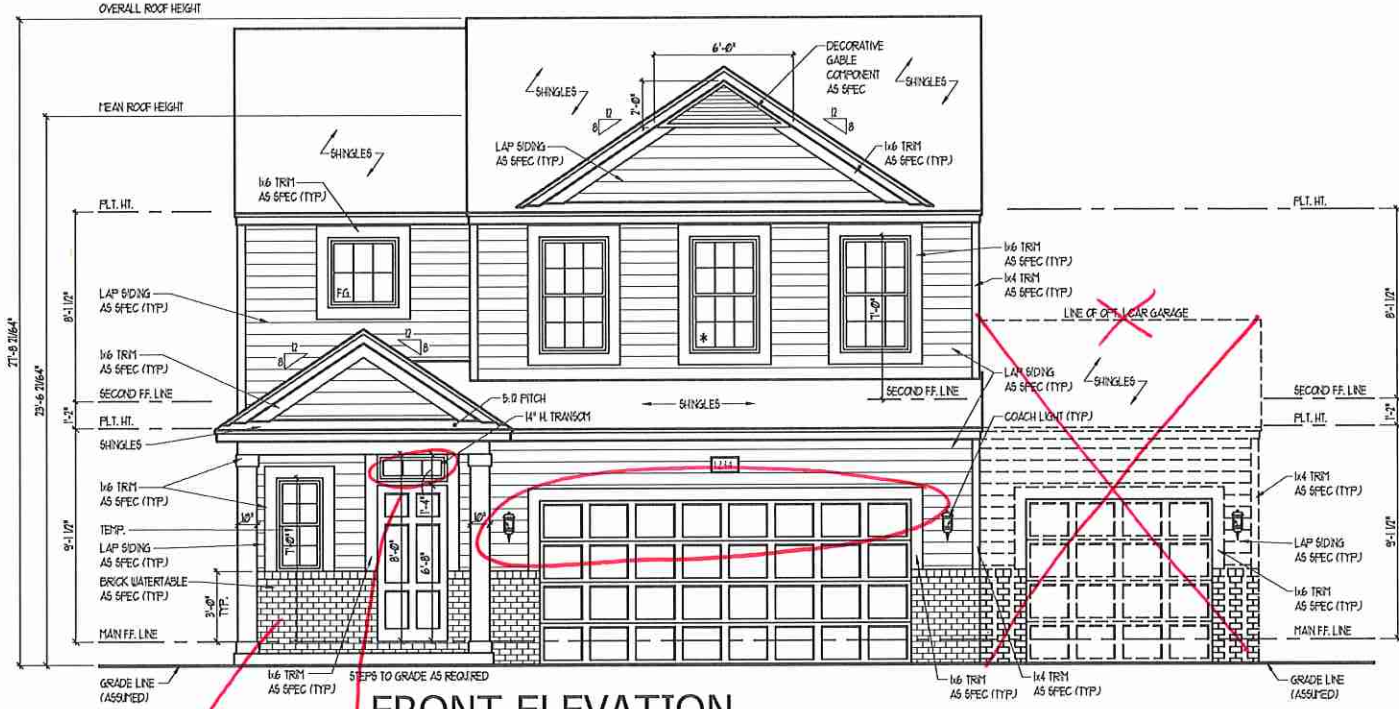 OVERALL ROOF HEIGHT
6'-0"
DECORATIVE
GABLE
COMPONENT
AS SPEC
SHINGLES
SHINGLES
MEAN ROOF HEIGHT
2'-0"
12
8
12
8
SHINGLES
LAP SIDING
AS SPEC (TYP.)
1x6 TRIM
AS SPEC (TYP.)
1x6 TRIM
AS SPEC (TYP.)
PLT. HT.
PLT. HT.
1x6 TRIM
AS SPEC (TYP.)
1x4 TRIM
AS SPEC (TYP.)
F.G.
LAP SIDING
AS SPEC (TYP.)
8'-1 1/2"
7'-0"
8'-1 1/2"
*
LINE OF OPT. 1 CAR GARAGE
27'-8 21/64"
23'-6 21/64"
12
8
12
8
1x6 TRIM
AS SPEC (TYP.)
LAP SIDING
AS SPEC (TYP.)
SHINGLES
SECOND F.F. LINE
SECOND F.F. LINE
SECOND F.F. LINE
5:12 PITCH
SHINGLES
1'-2"
1'-2"
14" H. TRANSOM
COACH LIGHT (TYP.)
PLT. HT.
PLT. HT.
SHINGLES
1234
1x6 TRIM
AS SPEC (TYP.)
1x4 TRIM
AS SPEC (TYP.)
10"
10"
1'-4"
TEMP.
7'-0"
8'-0"
6'-8"
9'-1 1/2"
9'-1 1/2"
LAP SIDING
AS SPEC (TYP.)
LAP SIDING
AS SPEC (TYP.)
BRICK WATERTABLE
AS SPEC (TYP.)
3'-0"
TYP.
1x6 TRIM
AS SPEC (TYP.)
MAIN F.F. LINE
MAIN F.F. LINE
GRADE LINE
(ASSUMED)
1x6 TRIM
AS SPEC (TYP.)
STEPS TO GRADE AS REQUIRED
1x6 TRIM
AS SPEC (TYP.)
1x4 TRIM
AS SPEC (TYP.)
GRADE LINE
(ASSUMED)
FRONT ELEVATION